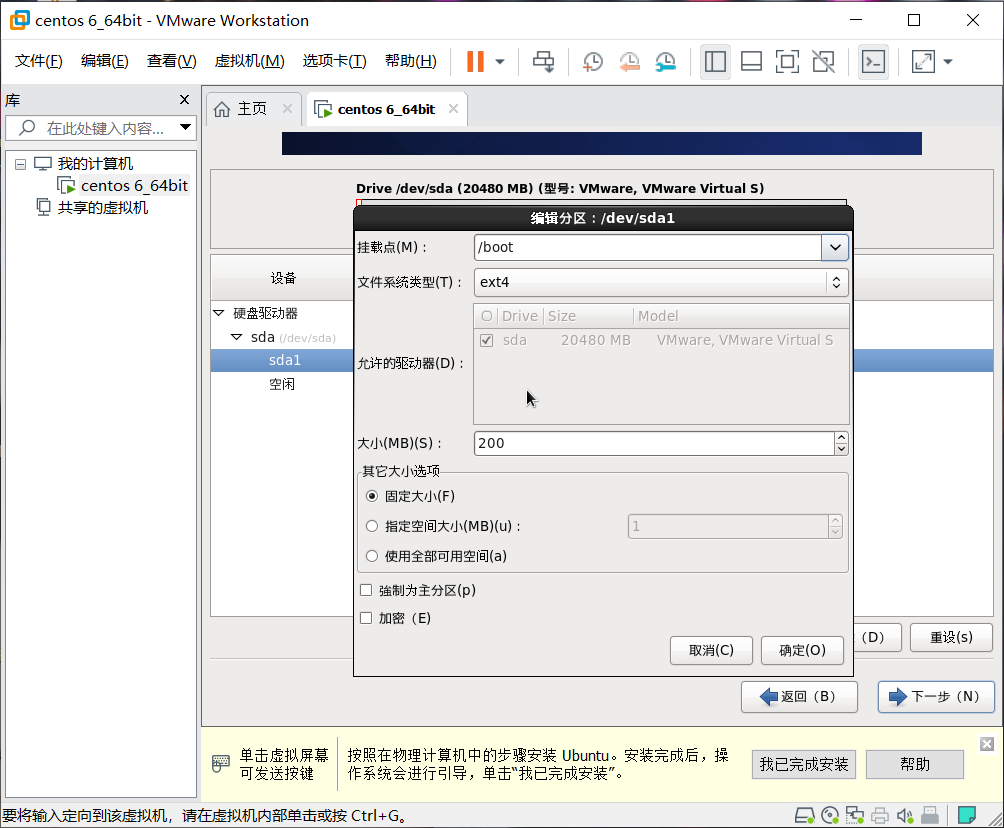 centos 6_64bit - VMware Workstation
文件(F) 编辑(E) 查看(V) 虚拟机(M) 选项卡(T) 帮助(H)
库
在此处键入内容...
我的计算机
centos 6_64bit
共享的虚拟机
主页 centos 6_64bit
Drive /dev/sda (20480 MB) (型号: VMware, VMware Virtual S)
设备
硬盘驱动器
sda (/dev/sda)
sda1
空闲
编辑分区：/dev/sda1
挂载点(M)： /boot
文件系统类型(T)： ext4
Drive Size Model
sda 20480 MB VMware, VMware Virtual S
允许的驱动器(D)：
大小(MB)(S)： 200
其它大小选项
固定大小(F)
指定空间大小(MB)(u)： 1
使用全部可用空间(a)
強制为主分区(p)
加密（E)
取消(C) 确定(O)
(D) 重设(s)
返回（B） 下一步（N）
单击虚拟屏幕
可发送按键
按照在物理计算机中的步骤安装 Ubuntu。安装完成后，操
作系统会进行引导，单击“我已完成安装”。
我已完成安装 帮助
要将输入定向到该虚拟机，请在虚拟机内部单击或按 Ctrl+G。